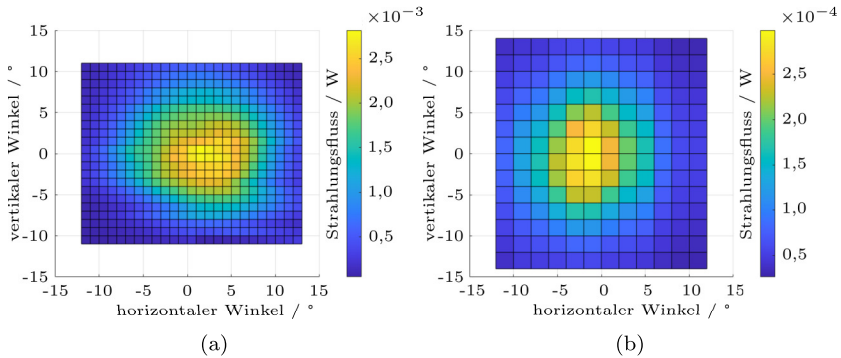 ×10−3
15
10
5
0
-5
-10
-15
vertikaler Winkel / °
-15 -10 -5 0 5 10 15
horizontaler Winkel / °
2,5
2,0
1,5
1,0
0,5
Strahlungsfluss / W
(a)
×10−4
15
10
5
0
-5
-10
-15
vertikaler Winkel / °
-15 -10 -5 0 5 10 15
horizontaler Winkel / °
2,5
2,0
1,5
1,0
0,5
Strahlungsfluss / W
(b)